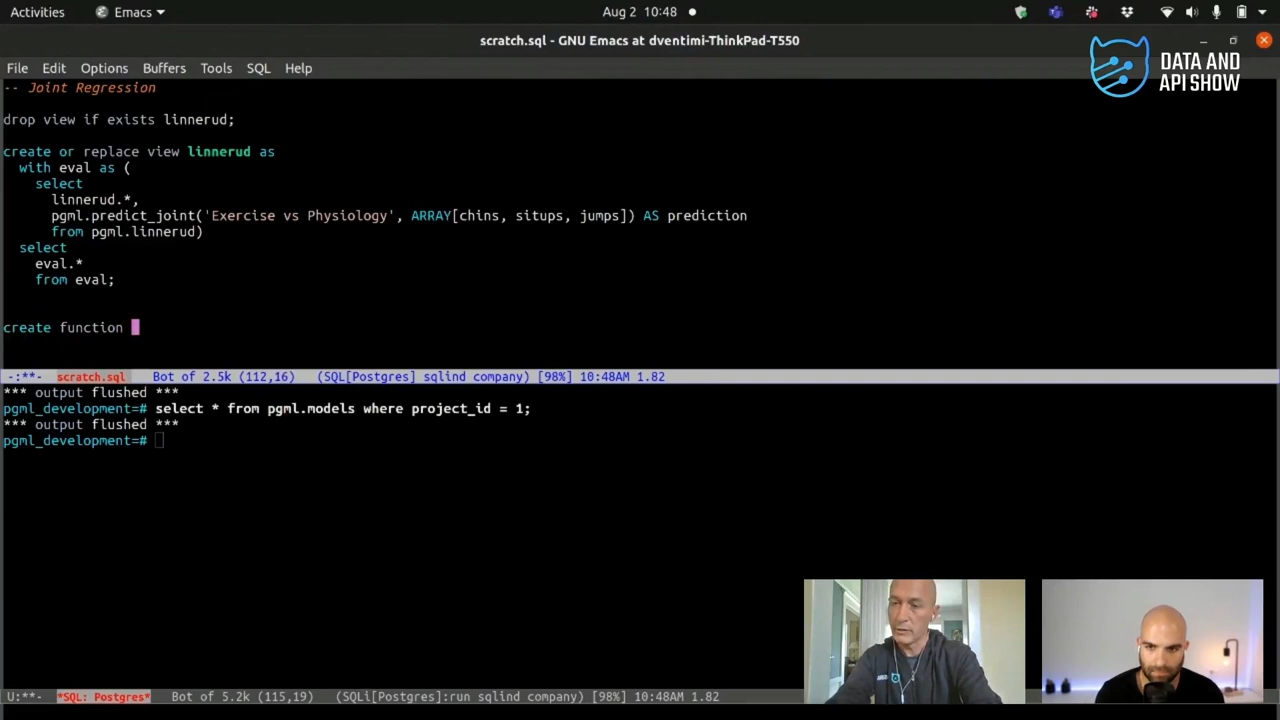 Activities Emacs Aug 2 10:48
scratch.sql - GNU Emacs at dventimi-ThinkPad-T550
DATA AND
API SHOW
File Edit Options Buffers Tools SQL Help
-- Joint Regression
drop view if exists linnerud;
create or replace view linnerud as
with eval as (
select
linnerud.*,
pgml.predict_joint('Exercise vs Physiology', ARRAY[chins, situps, jumps]) AS prediction
from pgml.linnerud)
select
eval.*
from eval;
create function
-:**- scratch.sql Bot of 2.5k (112,16) (SQL[Postgres] sqlind company) [98%] 10:48AM 1.82
*** output flushed ***
pgml_development=# select * from pgml.models where project_id = 1;
*** output flushed ***
pgml_development=#
U:**- *SQL: Postgres* Bot of 5.2k (115,19) (SQLi[Postgres]:run sqlind company) [98%] 10:48AM 1.82